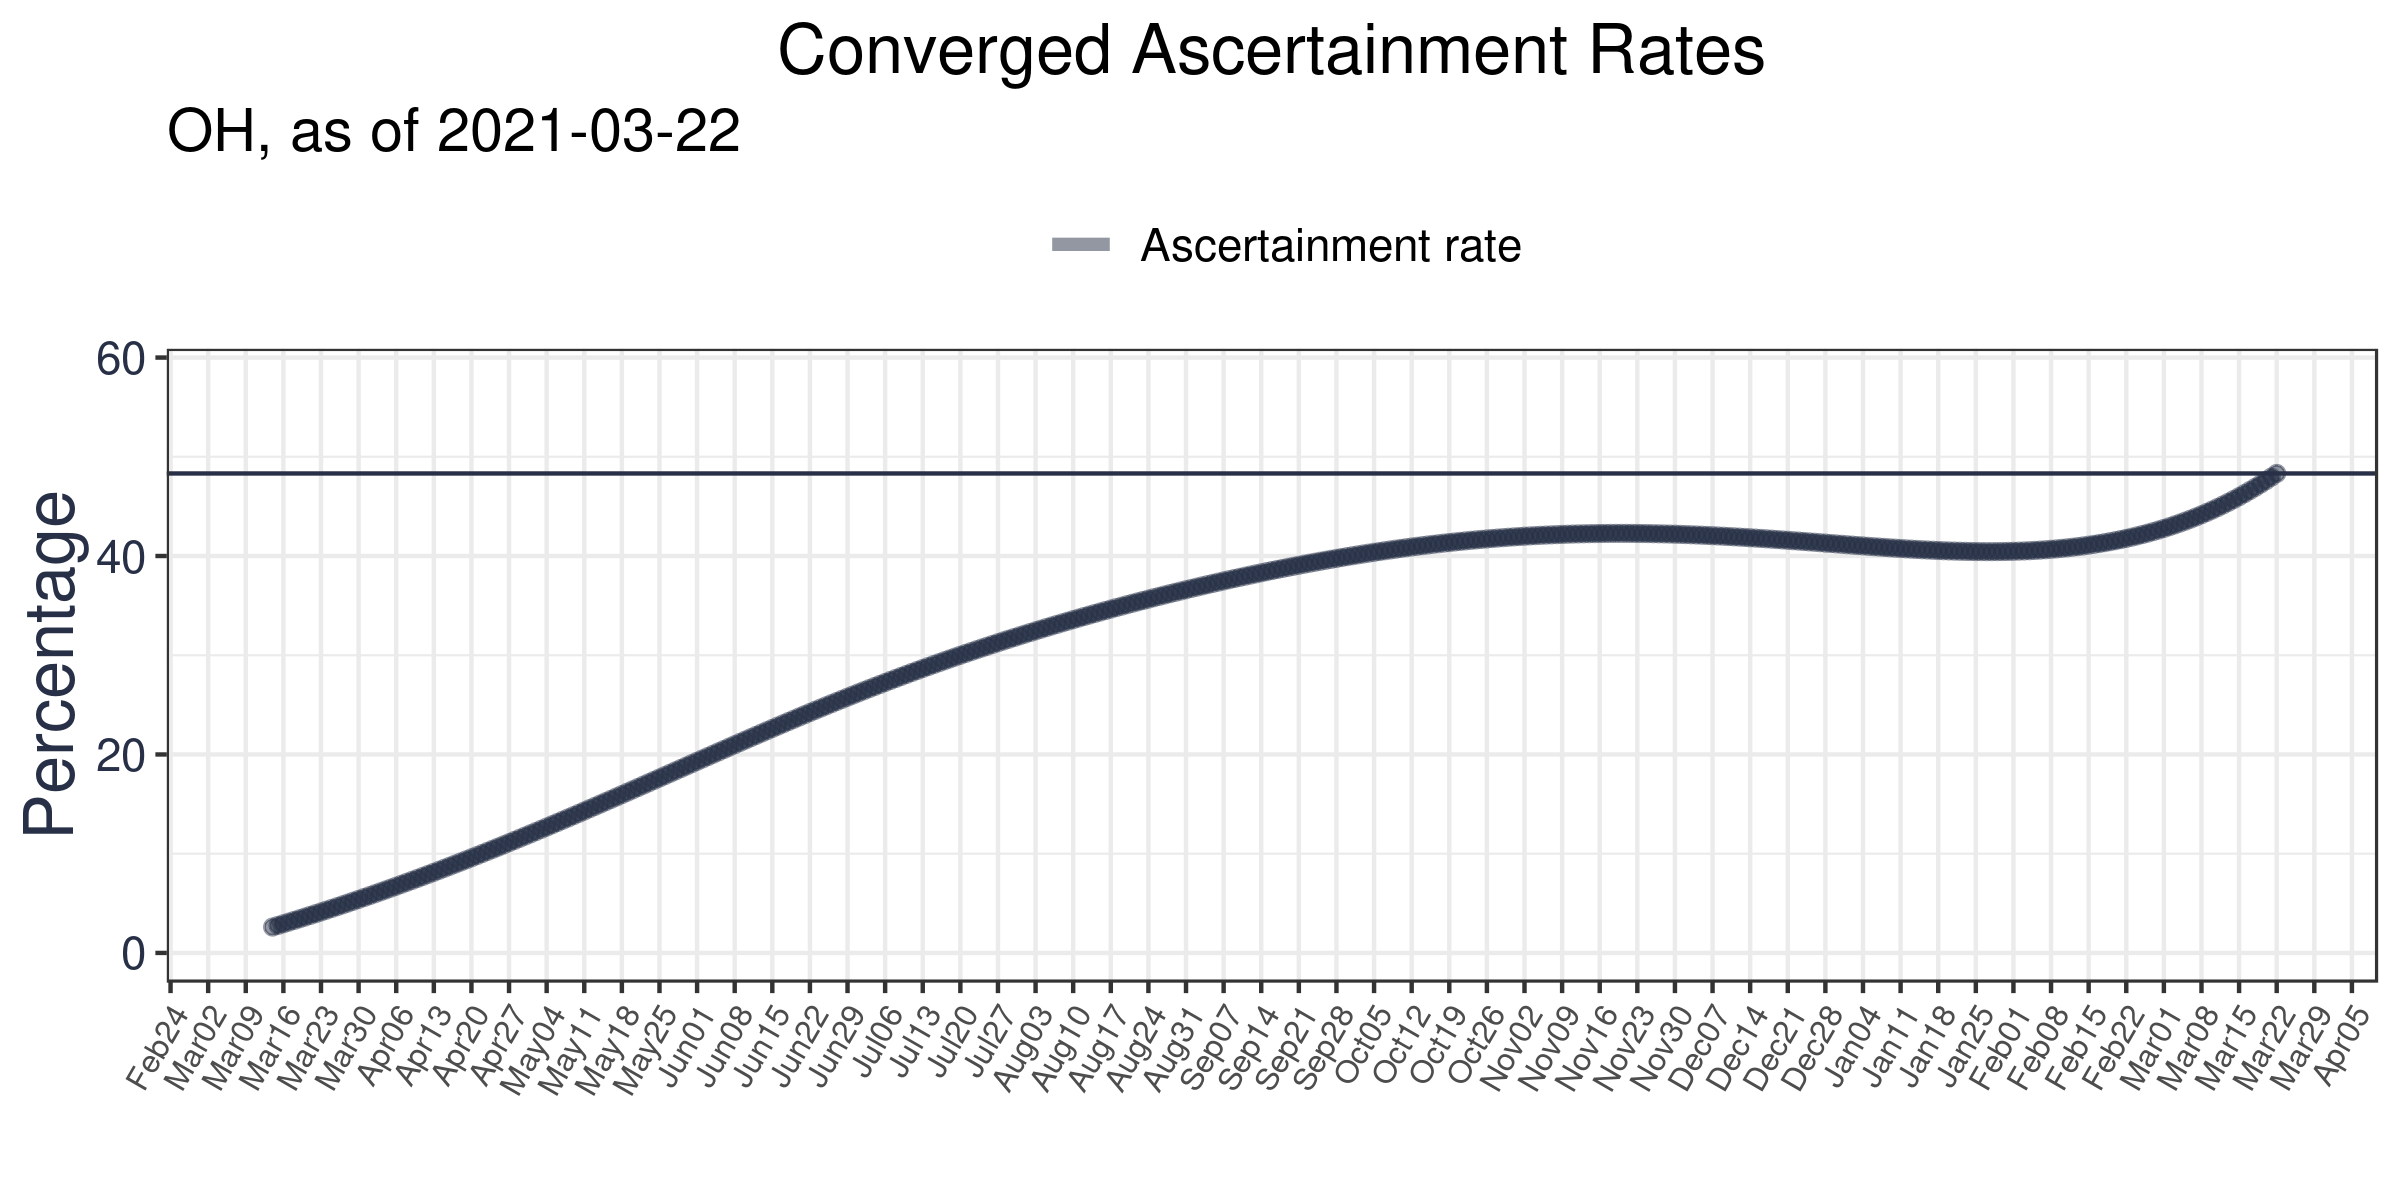 Converged Ascertainment Rates
OH, as of 2021-03-22
Ascertainment rate
Percentage
60
40
20
0
Feb24
Mar02
Mar09
Mar16
Mar23
Mar30
Apr06
Apr13
Apr20
Apr27
May04
May11
May18
May25
Jun01
Jun08
Jun15
Jun22
Jun29
Jul06
Jul13
Jul20
Jul27
Aug03
Aug10
Aug17
Aug24
Aug31
Sep07
Sep14
Sep21
Sep28
Oct05
Oct12
Oct19
Oct26
Nov02
Nov09
Nov16
Nov23
Nov30
Dec07
Dec14
Dec21
Dec28
Jan04
Jan11
Jan18
Jan25
Feb01
Feb08
Feb15
Feb22
Mar01
Mar08
Mar15
Mar22
Mar29
Apr05